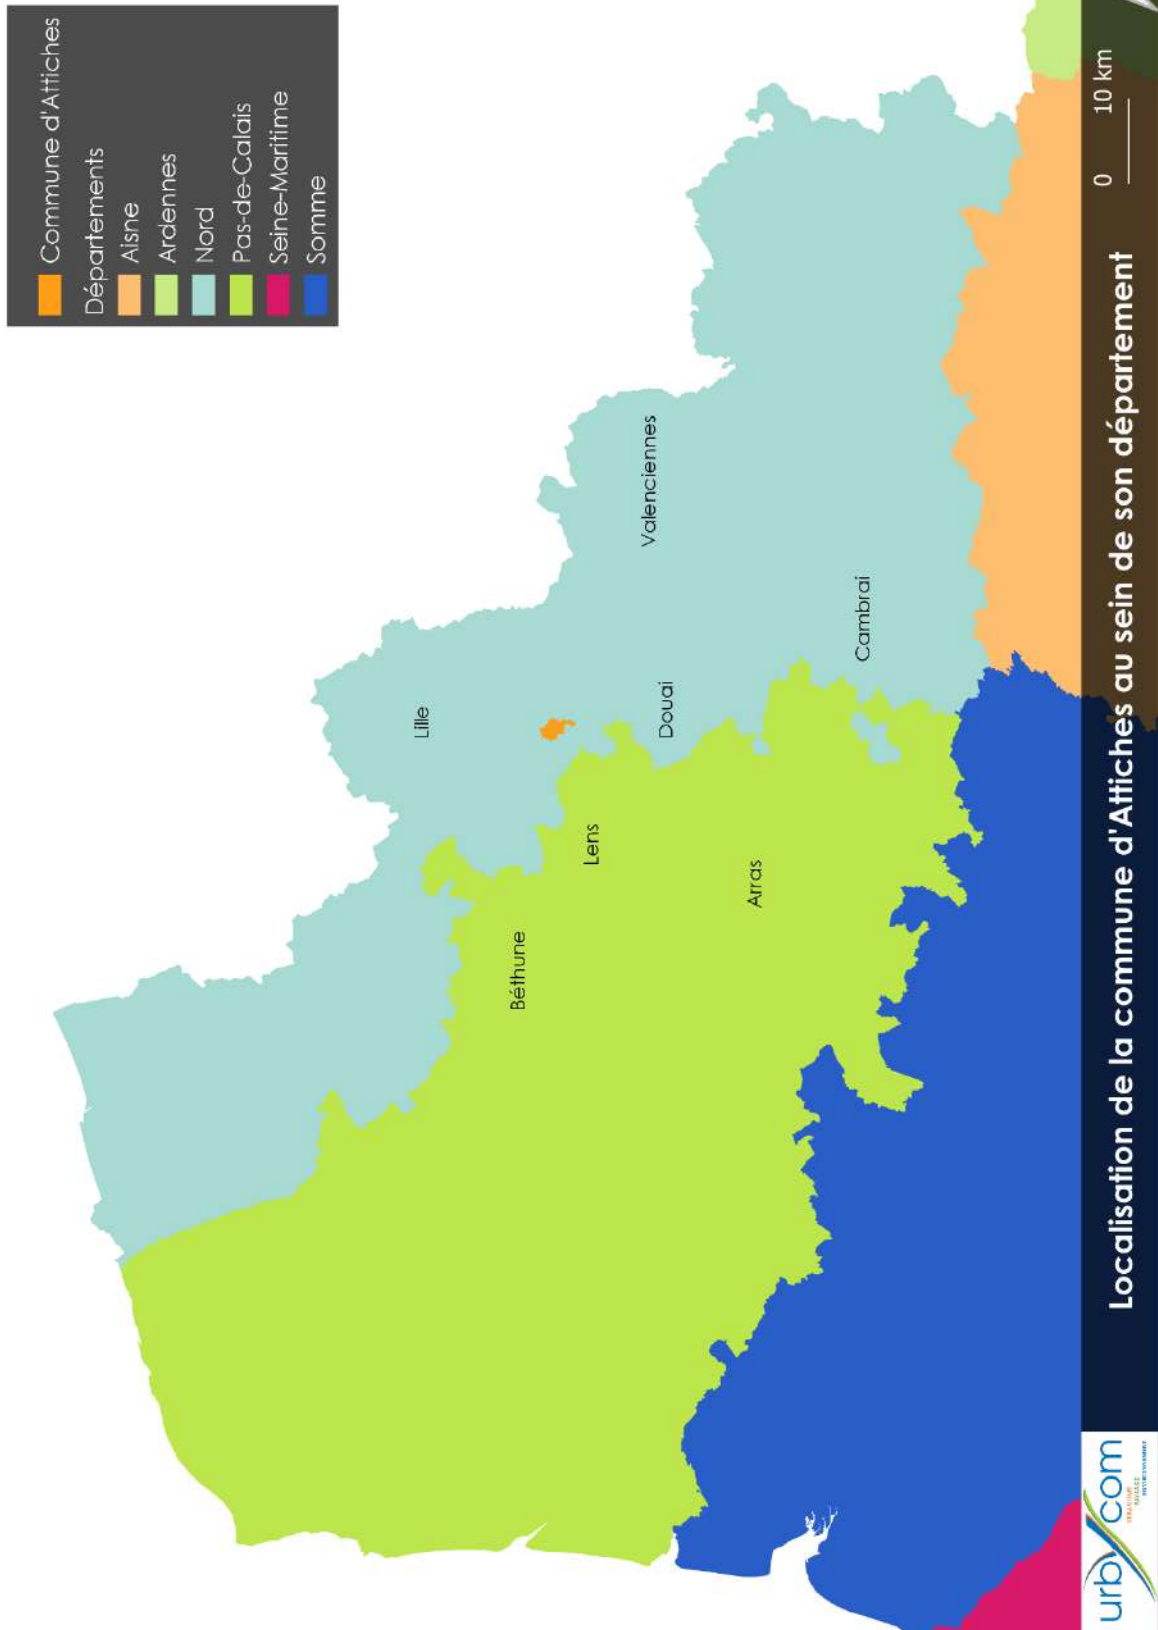 Commune d'Attiches
Départements
Aisne
Ardennes
Nord
Pas-de-Calais
Seine-Maritime
Somme
Lille
Valenciennes
Douai
Cambrai
Lens
Béthune
Arras
urbycom
Localisation de la commune d'Attiches au sein de son département
0 10 km